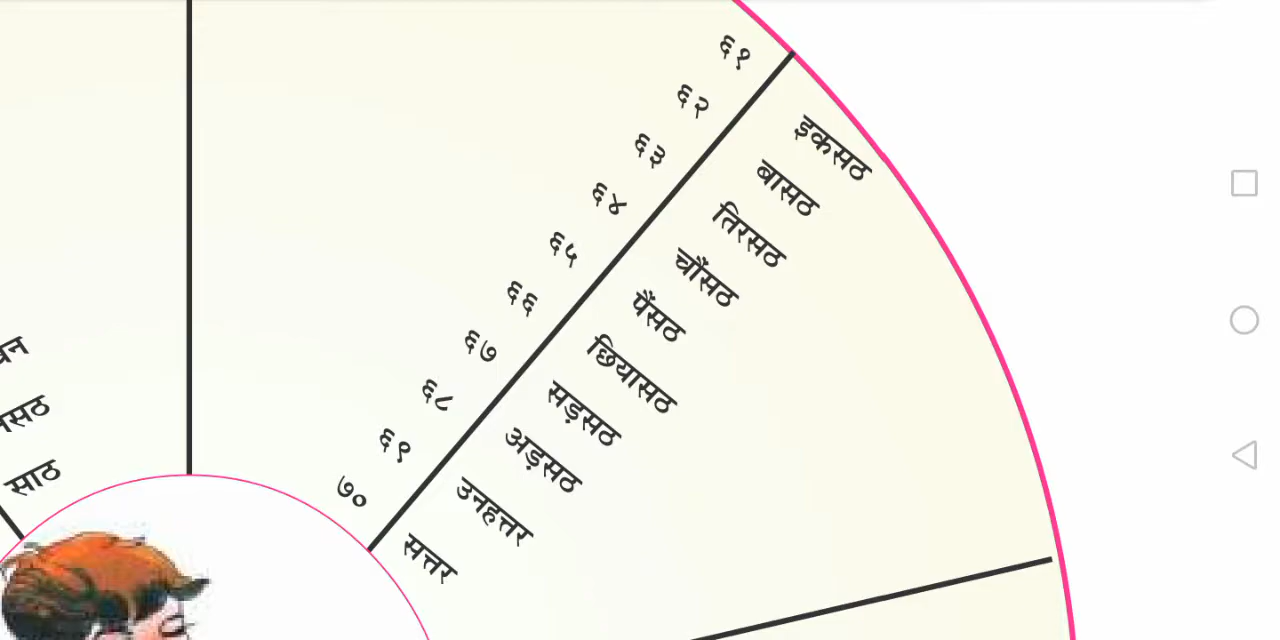 ६१
६२
६३
६४
६५
६६
६७
६८
६९
७०
इकसठ
बासठ
तिरसठ
चौंसठ
पैंसठ
छियासठ
सड़सठ
अड़सठ
उनहत्तर
सत्तर
साठ